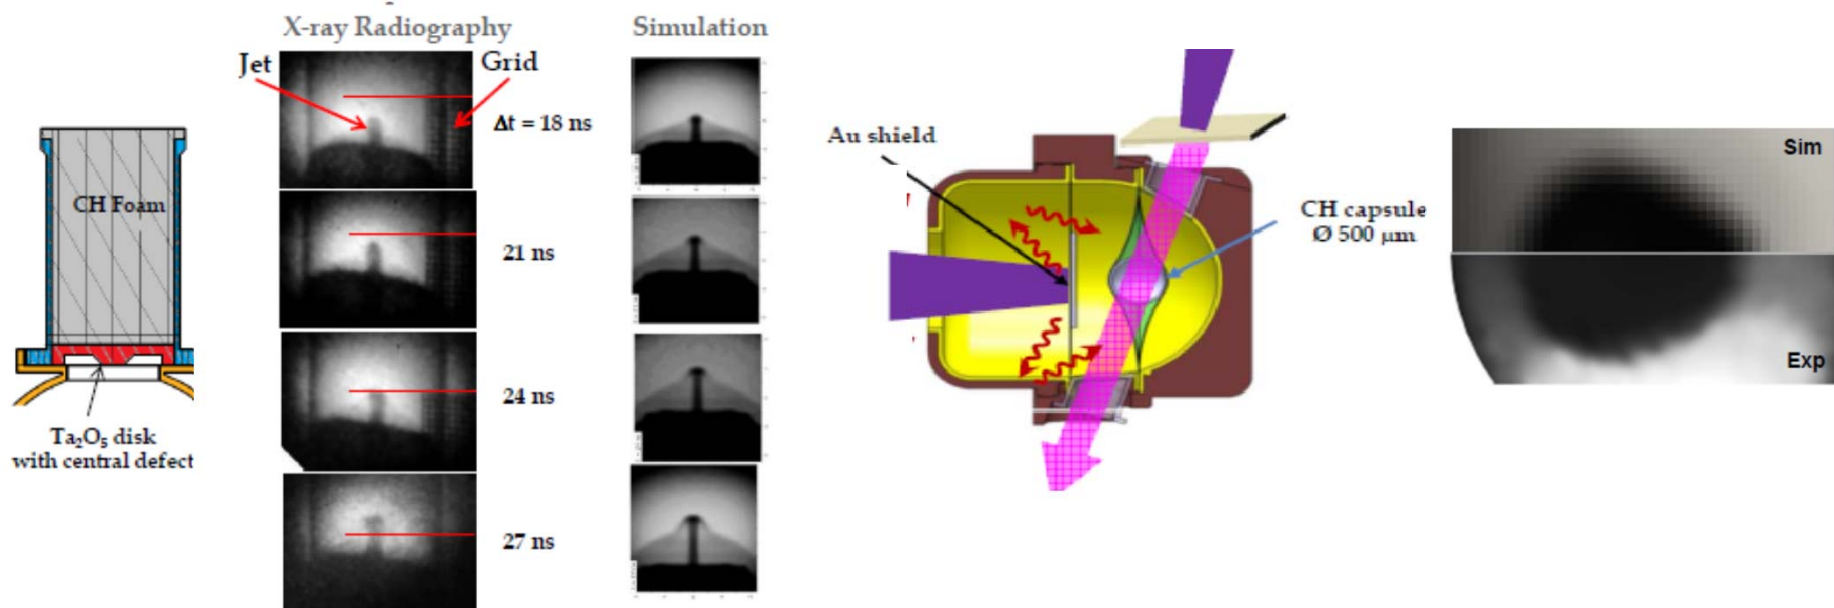 X-ray Radiography
Simulation
Jet
Grid
Δt = 18 ns
21 ns
24 ns
27 ns
CH Foam
Ta₂O₅ disk
with central defect
Au shield
CH capsule
Ø 500 μm
Sim
Exp